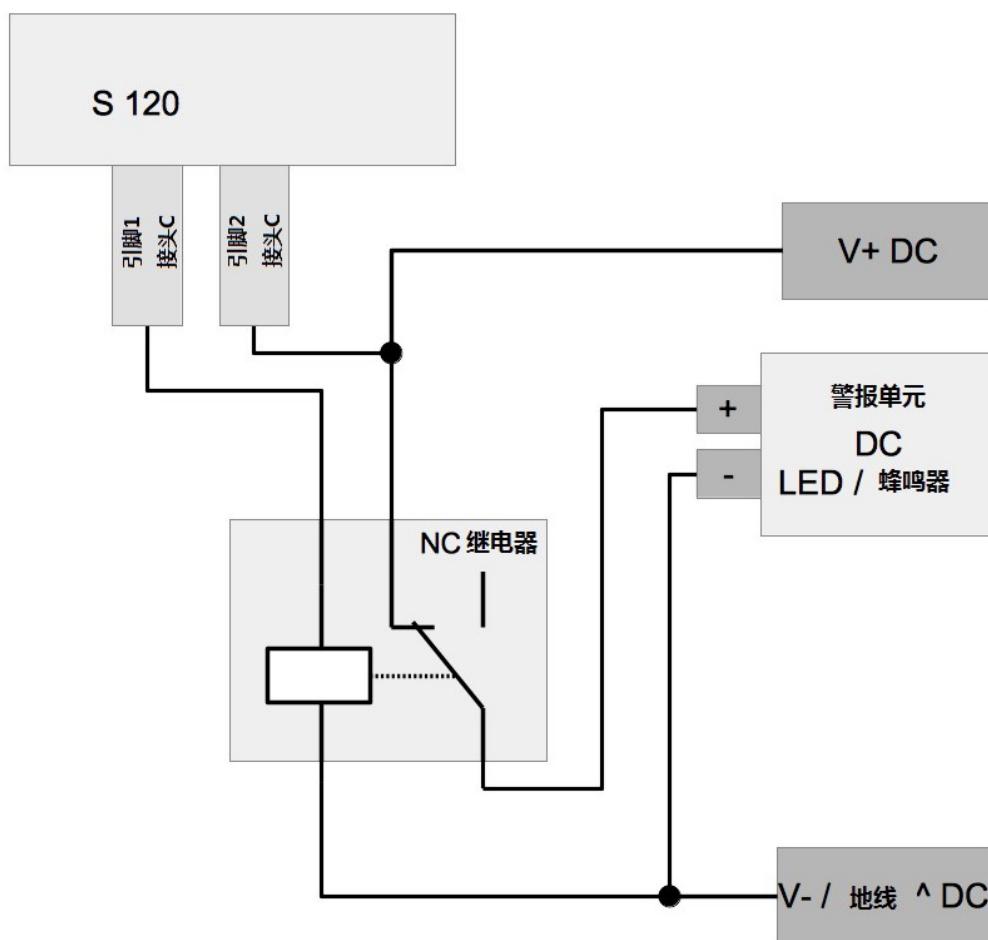 S 120
引脚1
接头C
引脚2
接头C
V+ DC
+
-
警报单元
DC
LED / 蜂鸣器
NC 继电器
V- / 地线 ^ DC